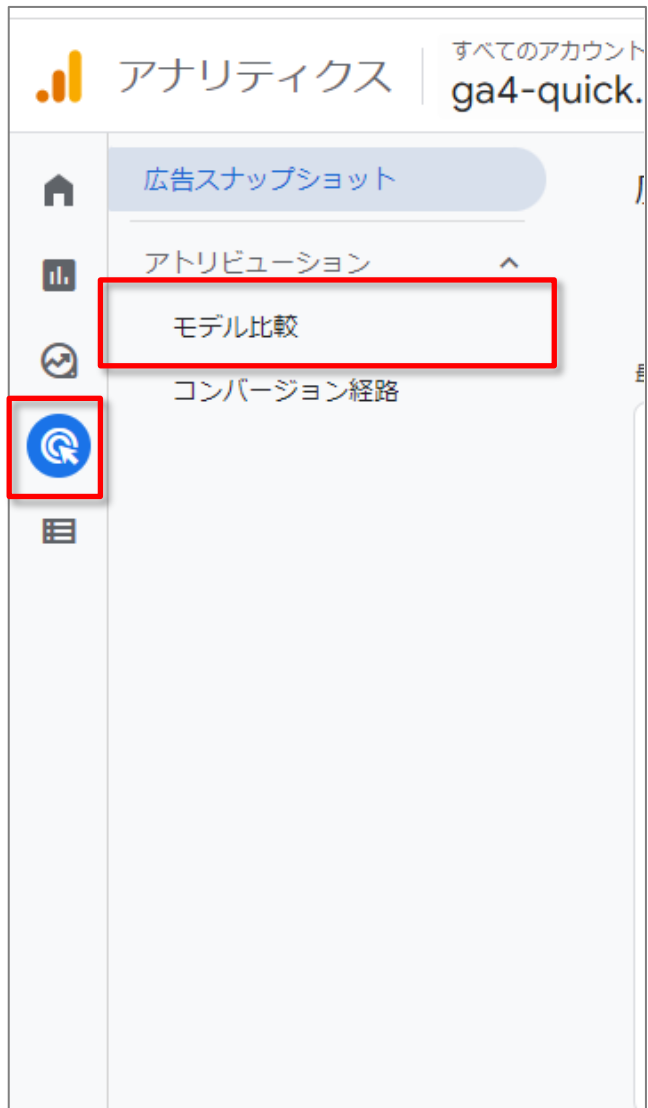 アナリティクス
すべてのアカウント
ga4-quick.
広告スナップショット
アトリビューション
モデル比較
コンバージョン経路